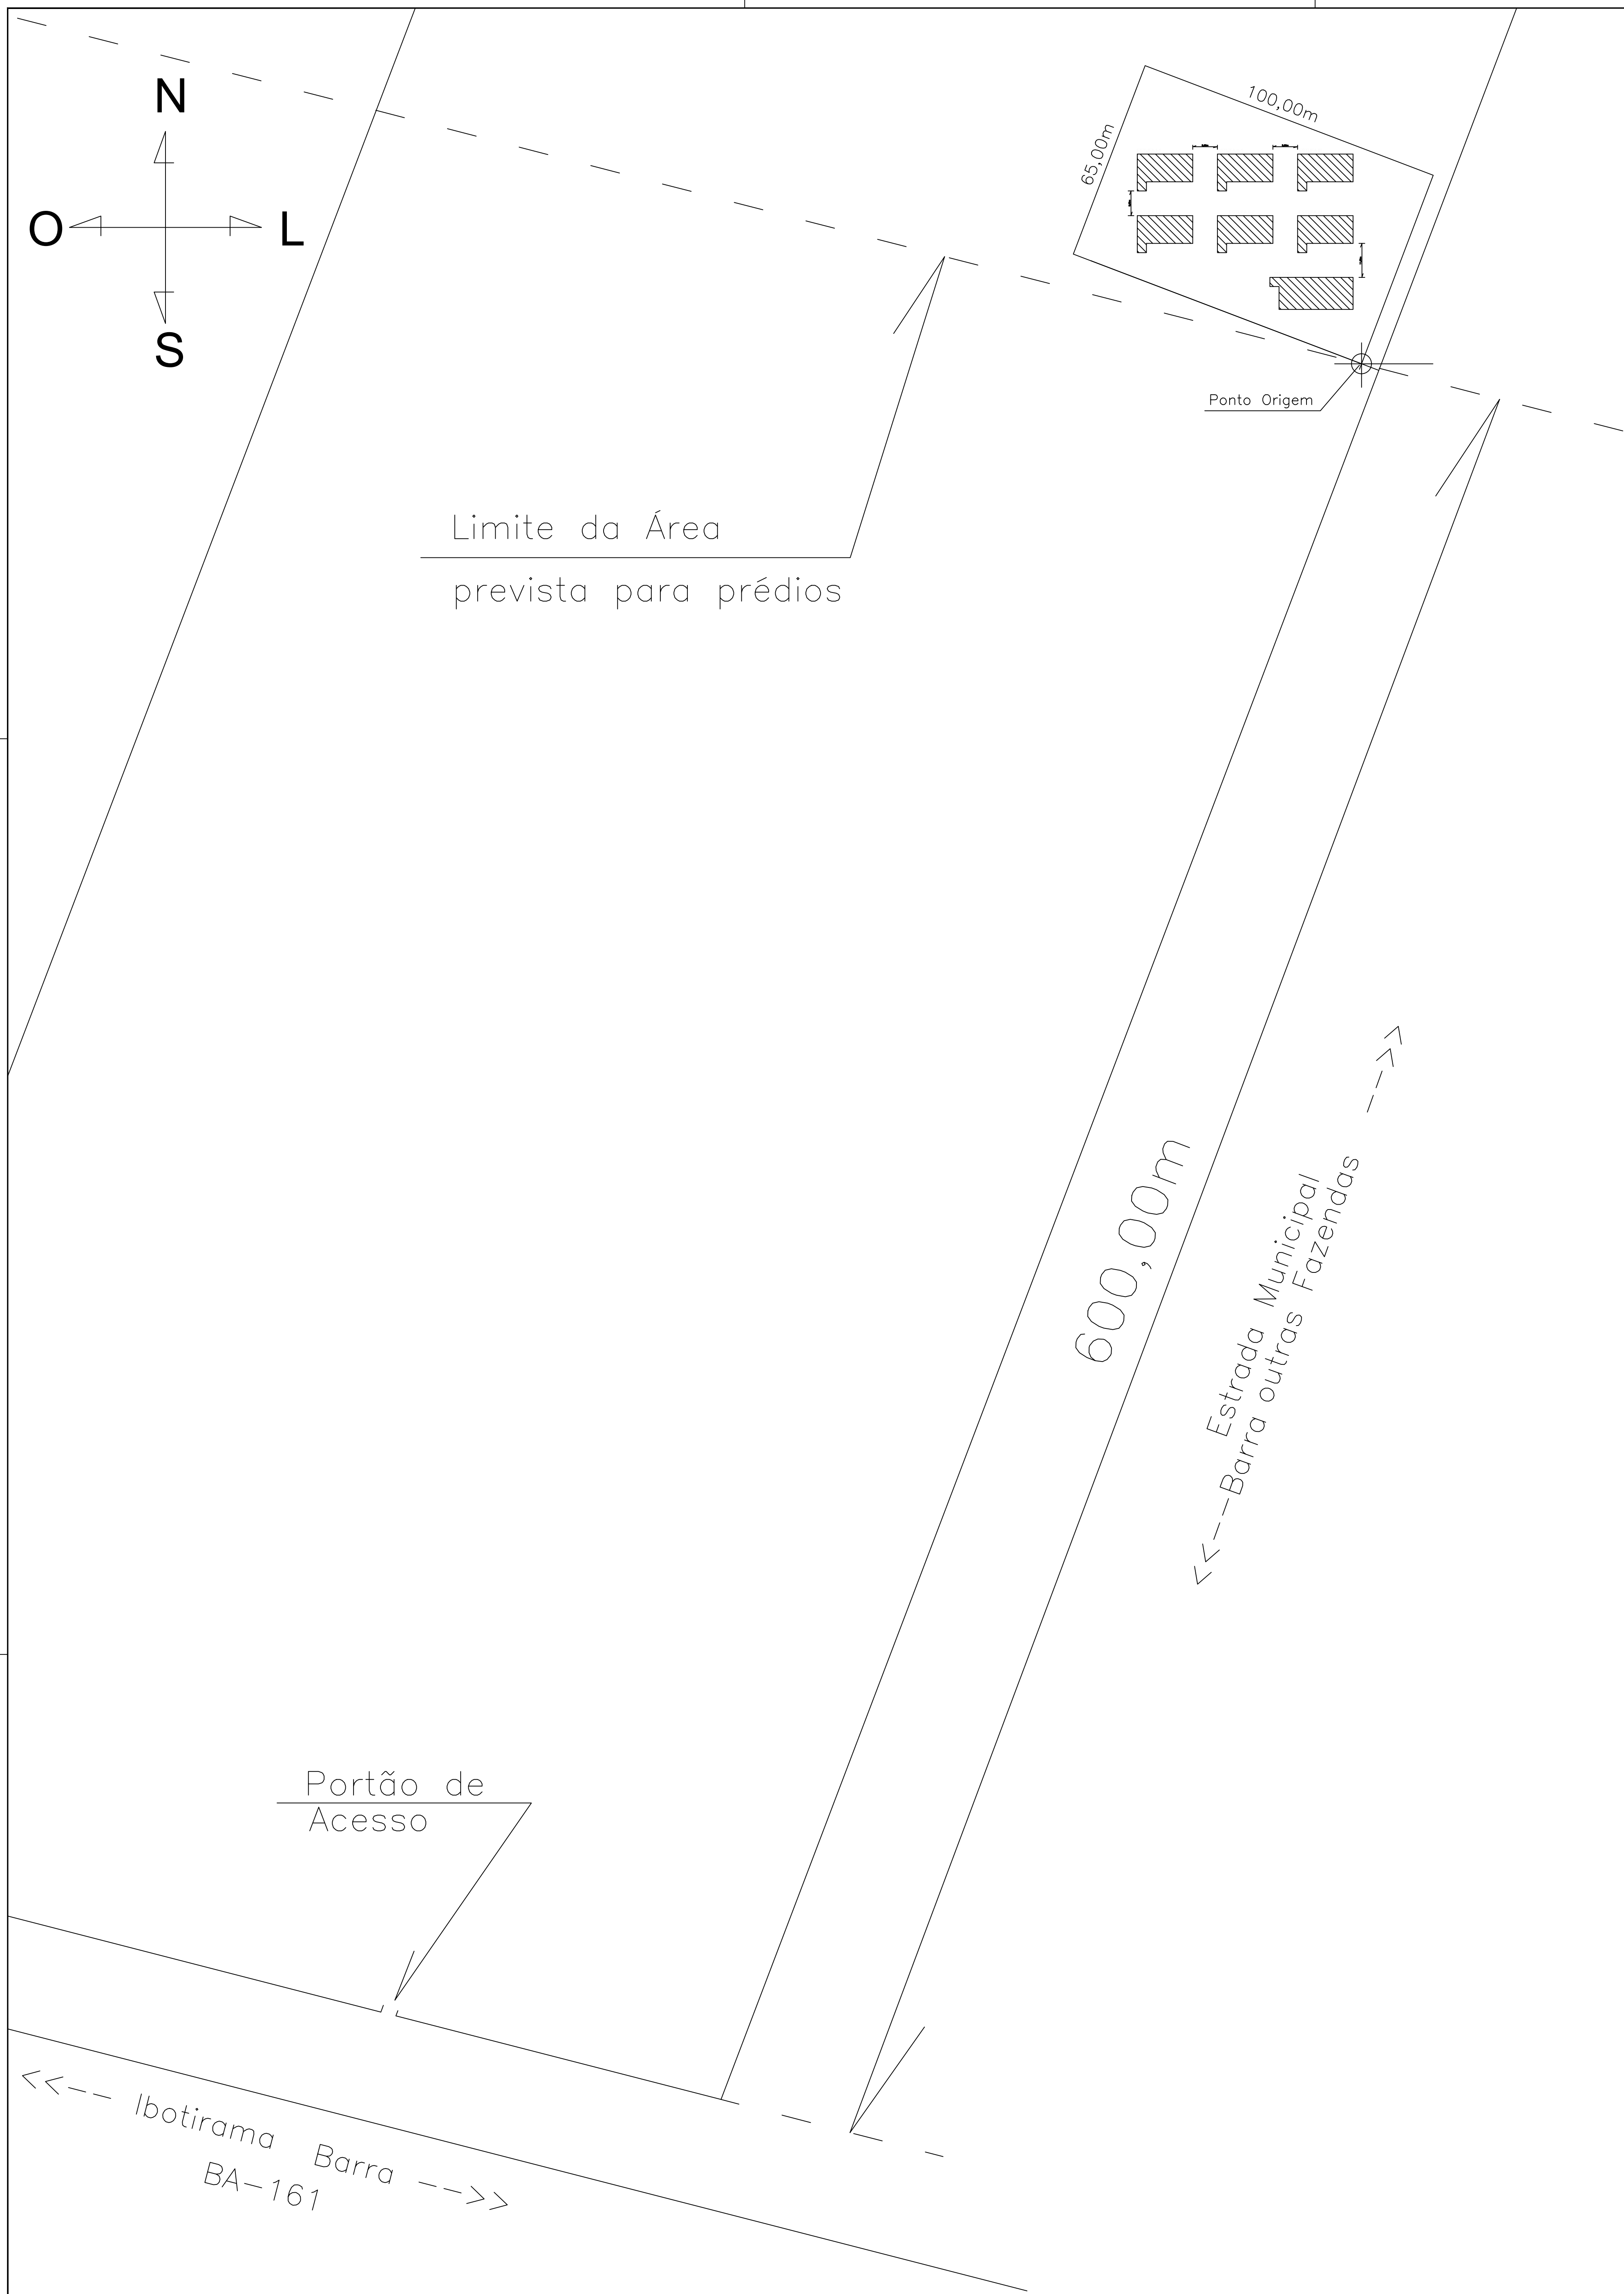 N
O
L
S
100,00m
65,00m
Ponto Origem
Limite da Área
prevista para prédios
600,00m
Estrada Municipal
<<---Barra outras Fazendas --->>
Portão de
Acesso
<<--- Ibotirama Barra --->>
BA-161